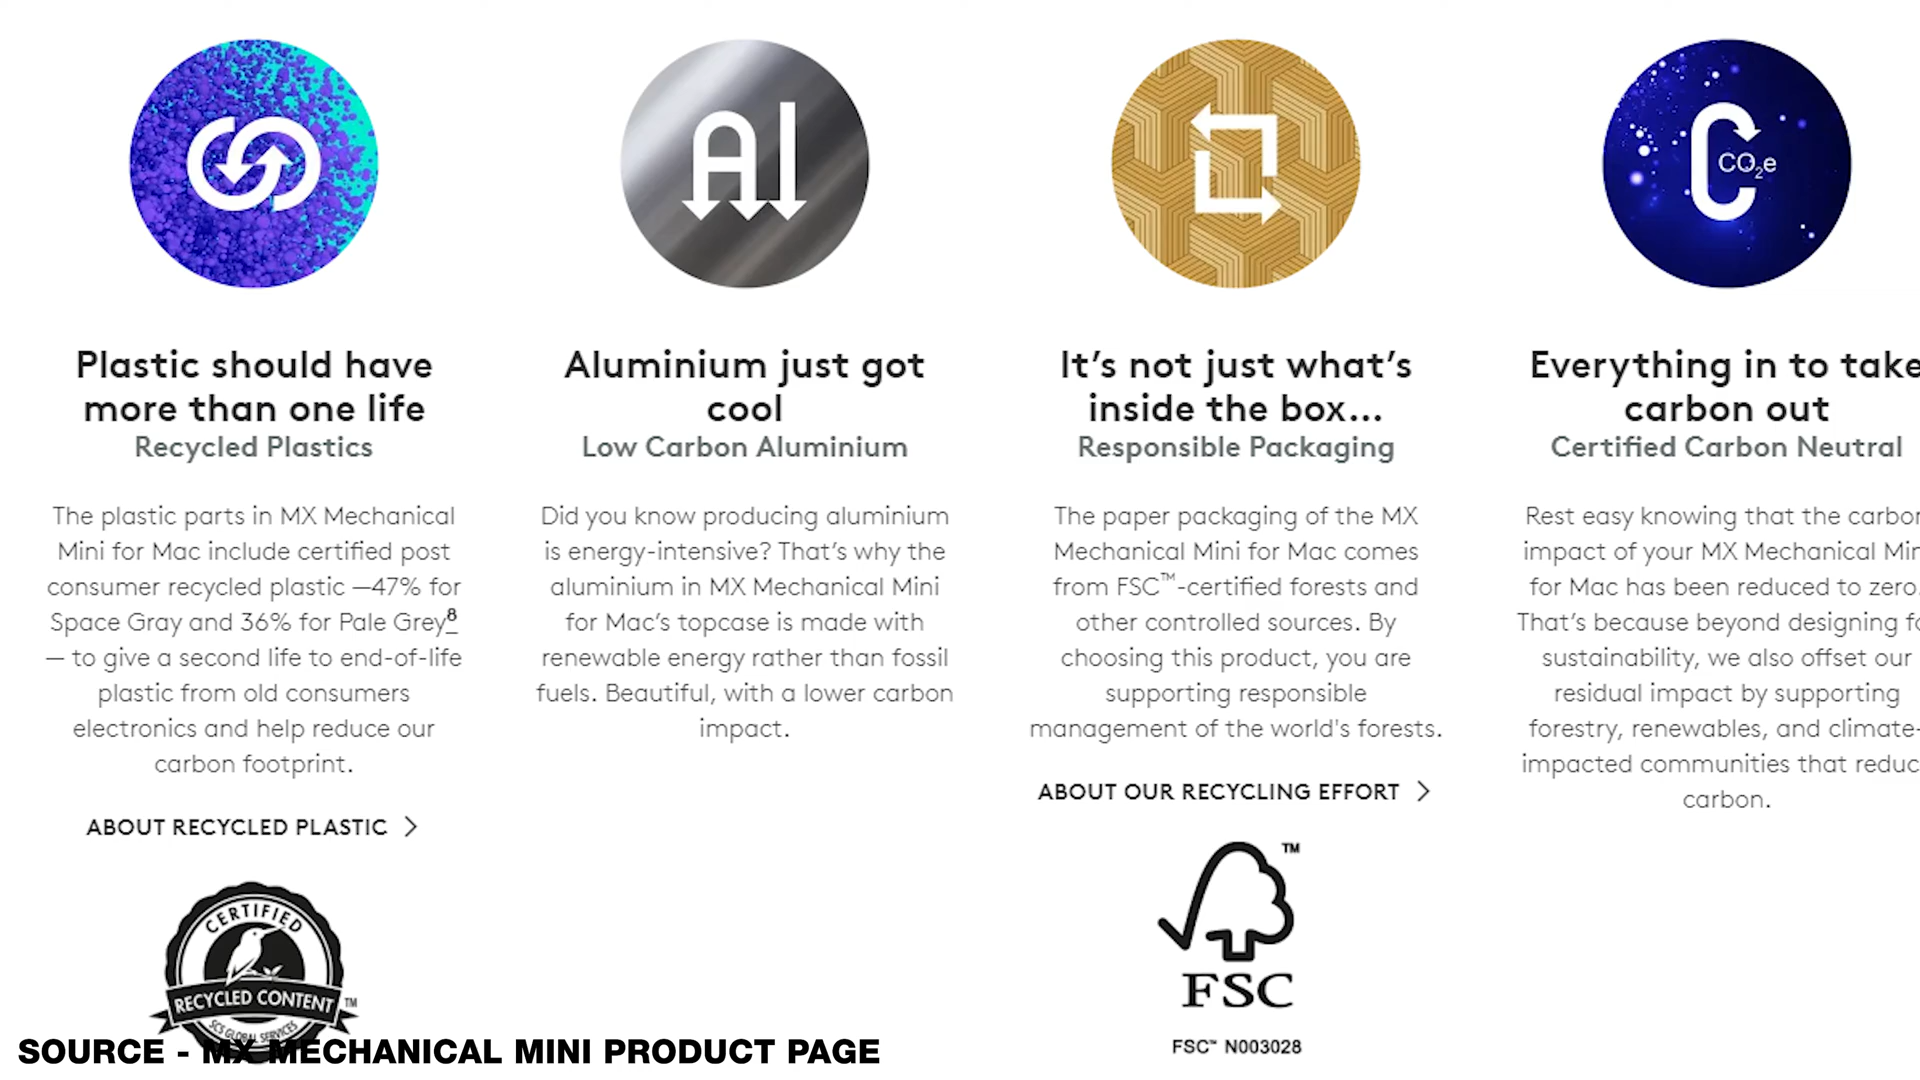 Al
CO₂e
Plastic should have
more than one life
Recycled Plastics
The plastic parts in MX Mechanical
Mini for Mac include certified post
consumer recycled plastic —47% for
Space Gray and 36% for Pale Grey⁸
— to give a second life to end-of-life
plastic from old consumers
electronics and help reduce our
carbon footprint.
ABOUT RECYCLED PLASTIC
CERTIFIED
RECYCLED CONTENT™
SCS GLOBAL SERVICES
Aluminium just got
cool
Low Carbon Aluminium
Did you know producing aluminium
is energy-intensive? That's why the
aluminium in MX Mechanical Mini
for Mac's topcase is made with
renewable energy rather than fossil
fuels. Beautiful, with a lower carbon
impact.
It's not just what's
inside the box...
Responsible Packaging
The paper packaging of the MX
Mechanical Mini for Mac comes
from FSC™-certified forests and
other controlled sources. By
choosing this product, you are
supporting responsible
management of the world's forests.
ABOUT OUR RECYCLING EFFORT
™
FSC
FSC™ N003028
Everything in to take
carbon out
Certified Carbon Neutral
Rest easy knowing that the carbon
impact of your MX Mechanical Min
for Mac has been reduced to zero.
That's because beyond designing fo
sustainability, we also offset our
residual impact by supporting
forestry, renewables, and climate-
impacted communities that reduc
carbon.
SOURCE - MX MECHANICAL MINI PRODUCT PAGE